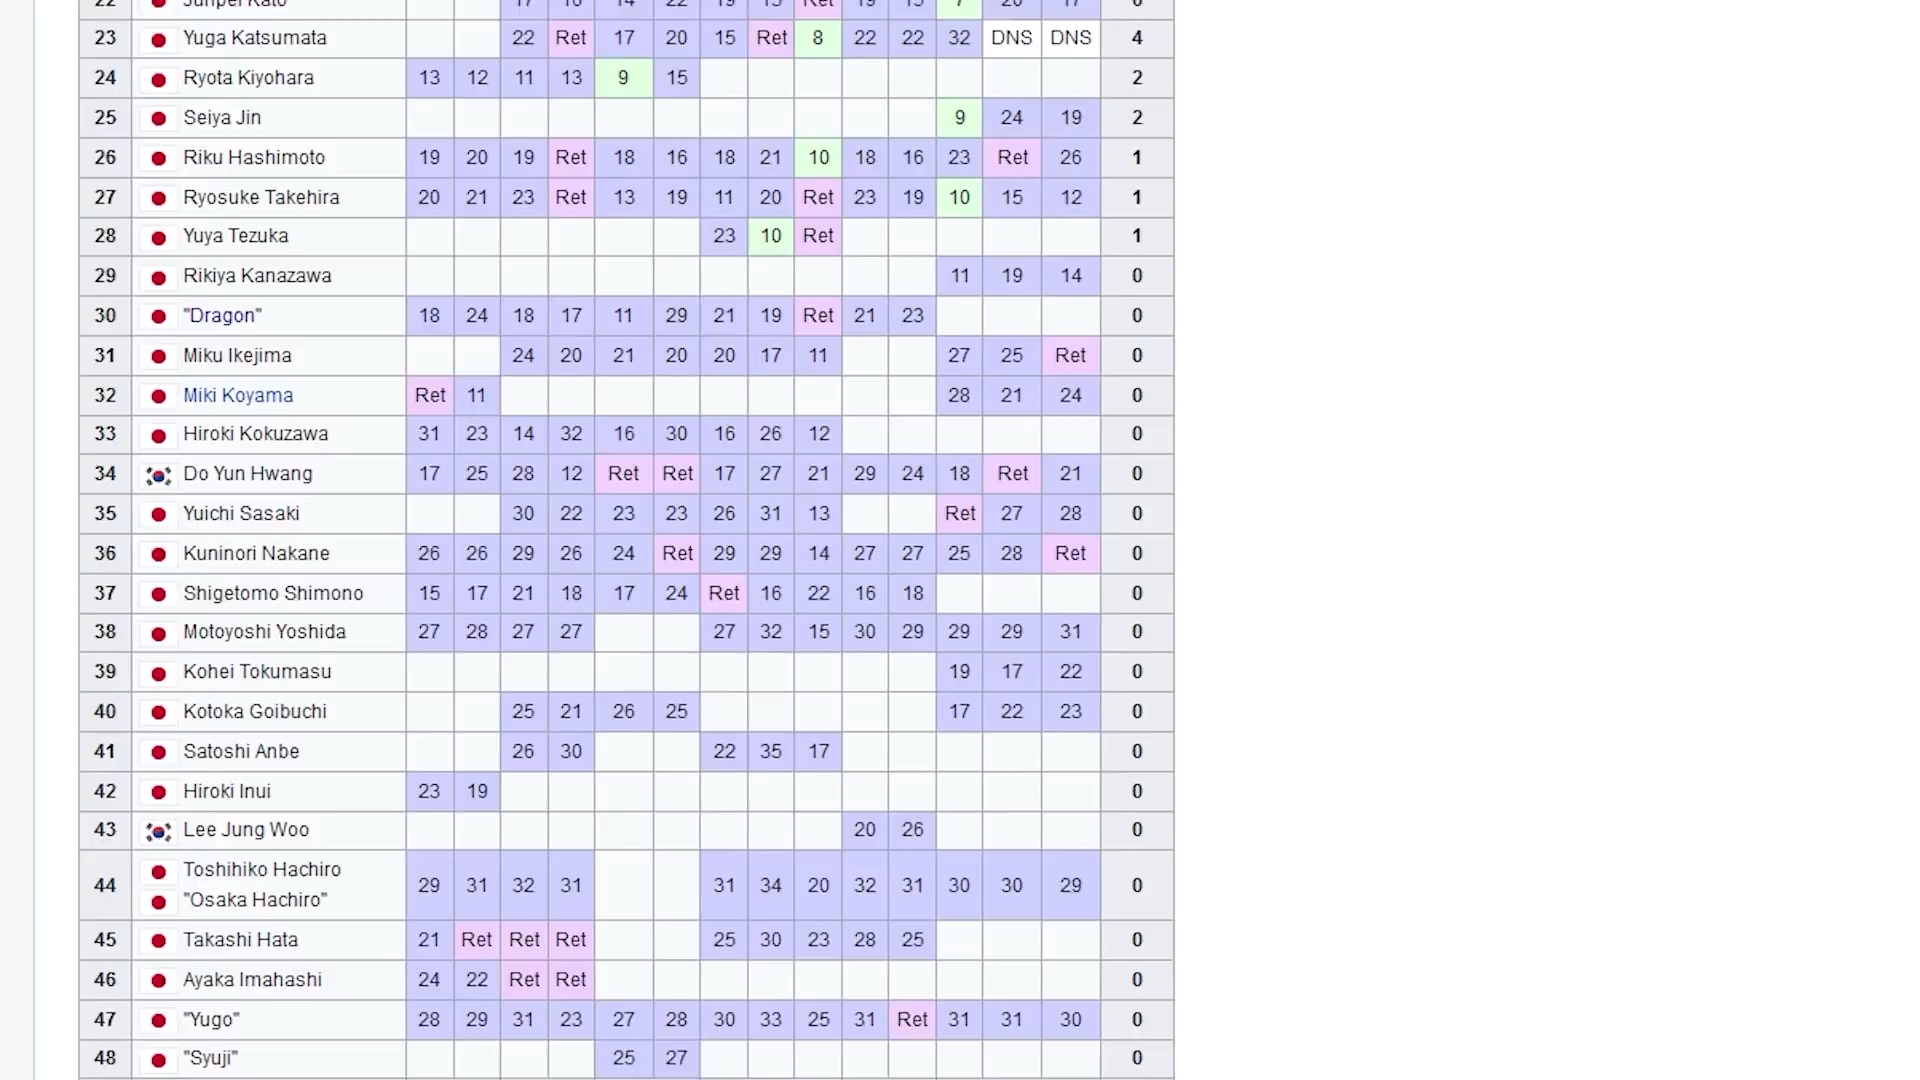 22 Junpei Kato 17 16 14 22 19 15 Ret 19 15 7 20 17 6
23 Yuga Katsumata 22 Ret 17 20 15 Ret 8 22 22 32 DNS DNS 4
24 Ryota Kiyohara 13 12 11 13 9 15 2
25 Seiya Jin 9 24 19 2
26 Riku Hashimoto 19 20 19 Ret 18 16 18 21 10 18 16 23 Ret 26 1
27 Ryosuke Takehira 20 21 23 Ret 13 19 11 20 Ret 23 19 10 15 12 1
28 Yuya Tezuka 23 10 Ret 1
29 Rikiya Kanazawa 11 19 14 0
30 "Dragon" 18 24 18 17 11 29 21 19 Ret 21 23 0
31 Miku Ikejima 24 20 21 20 20 17 11 27 25 Ret 0
32 Miki Koyama Ret 11 28 21 24 0
33 Hiroki Kokuzawa 31 23 14 32 16 30 16 26 12 0
34 Do Yun Hwang 17 25 28 12 Ret Ret 17 27 21 29 24 18 Ret 21 0
35 Yuichi Sasaki 30 22 23 23 26 31 13 Ret 27 28 0
36 Kuninori Nakane 26 26 29 26 24 Ret 29 29 14 27 27 25 28 Ret 0
37 Shigetomo Shimono 15 17 21 18 17 24 Ret 16 22 16 18 0
38 Motoyoshi Yoshida 27 28 27 27 27 32 15 30 29 29 29 31 0
39 Kohei Tokumasu 19 17 22 0
40 Kotoka Goibuchi 25 21 26 25 17 22 23 0
41 Satoshi Anbe 26 30 22 35 17 0
42 Hiroki Inui 23 19 0
43 Lee Jung Woo 20 26 0
Toshihiko Hachiro
44 29 31 32 31 31 34 20 32 31 30 30 29 0
"Osaka Hachiro"
45 Takashi Hata 21 Ret Ret Ret 25 30 23 28 25 0
46 Ayaka Imahashi 24 22 Ret Ret 0
47 "Yugo" 28 29 31 23 27 28 30 33 25 31 Ret 31 31 30 0
48 "Syuji" 25 27 0